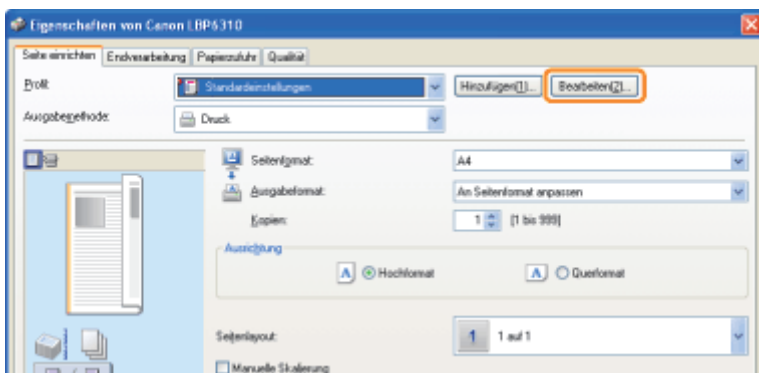 Eigenschaften von Canon LBP6310
Seite einrichten Endverarbeitung Papierzufuhr Qualität
Profil: Standardeinstellungen Hinzufügen(1)... Bearbeiten(2)...
Ausgabemethode: Druck
Seitenformat: A4
Ausgabeformat: An Seitenformat anpassen
Kopien: 1 [1 bis 999]
Ausrichtung
A Hochformat A Querformat
Seitenlayout: 1 1 auf 1
Manuelle Skalierung